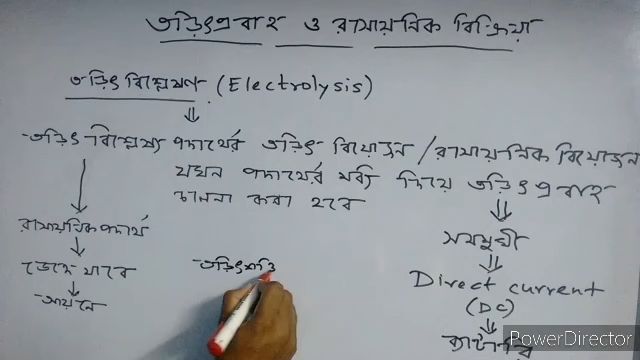 তড়িৎপ্রবাহ ও রাসায়নিক বিক্রিয়া
তড়িৎ বিশ্লেষণ (Electrolysis)
তড়িৎ বিশ্লেষ্য পদার্থের তড়িৎ বিয়োজন / রাসায়নিক বিয়োজন
যখন পদার্থের মধ্য দিয়ে তড়িৎপ্রবাহ
চালনা করা হবে
রাসায়নিক পদার্থ
ভেঙে যাবে
আয়নে
তড়িৎশক্তি
সমমুখী
Direct current
(DC)
ব্যাটারি
PowerDirector